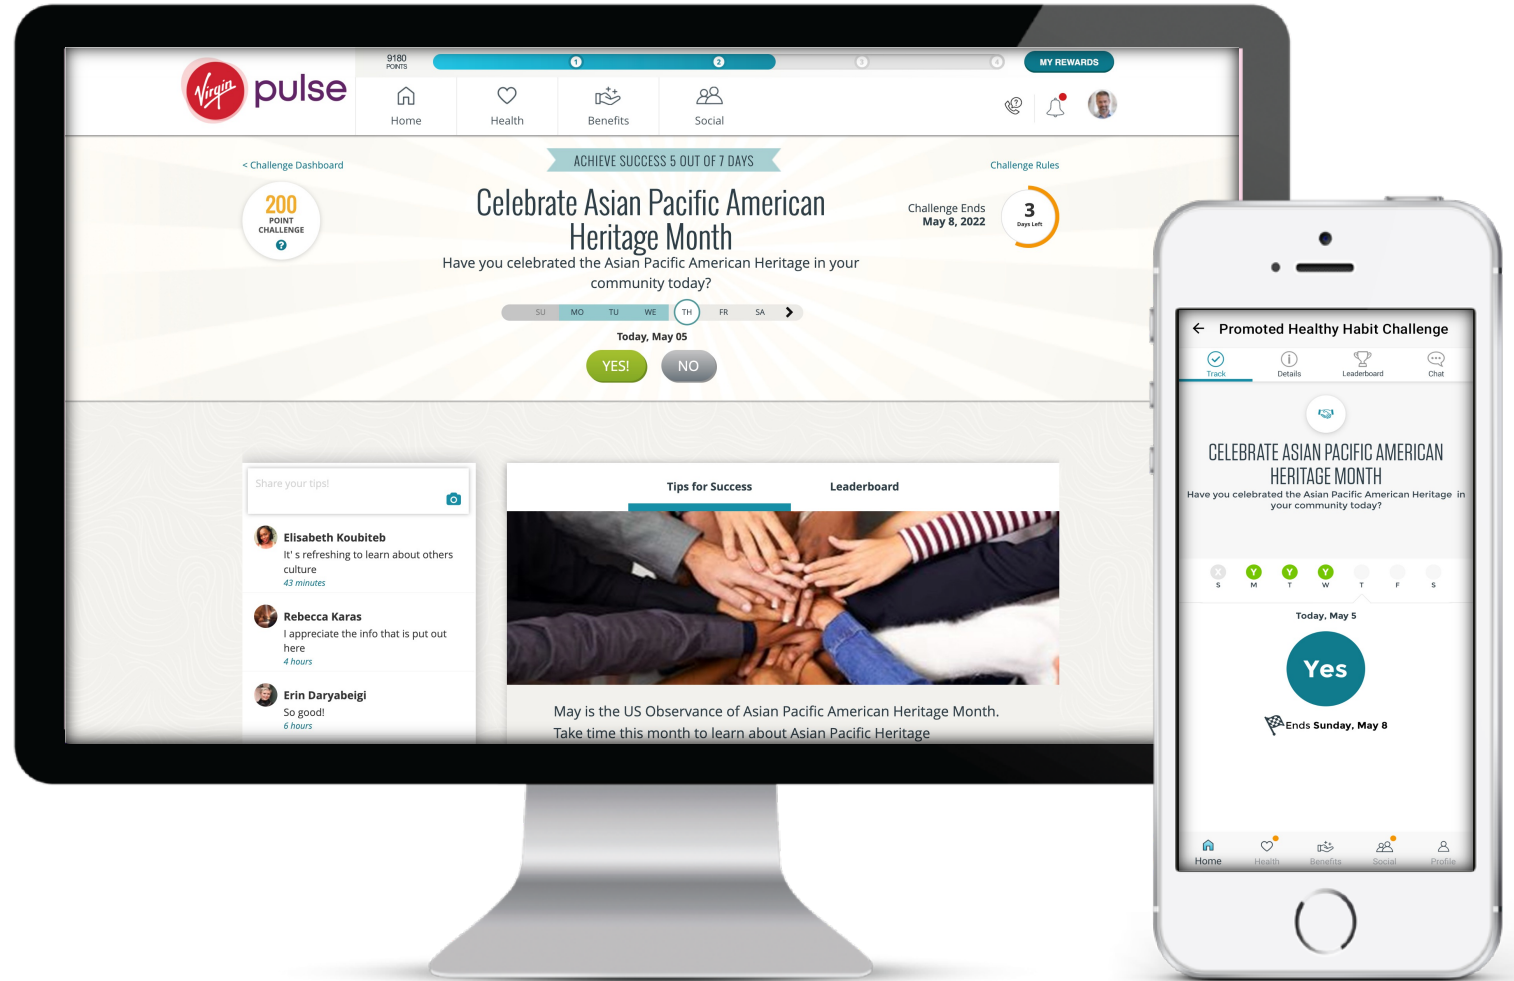 Virgin pulse
9180
POINTS
1
2
3
4
MY REWARDS
Home
Health
Benefits
Social
< Challenge Dashboard
ACHIEVE SUCCESS 5 OUT OF 7 DAYS
Challenge Rules
200
POINT
CHALLENGE
?
Celebrate Asian Pacific American
Heritage Month
Challenge Ends
May 8, 2022
3
Days Left
Have you celebrated the Asian Pacific American Heritage in your
community today?
SU MO TU WE TH FR SA
Today, May 05
YES!
NO
Share your tips!
Elisabeth Koubiteb
It' s refreshing to learn about others
culture
43 minutes
Rebecca Karas
I appreciate the info that is put out
here
4 hours
Erin Daryabeigi
So good!
6 hours
Tips for Success
Leaderboard
May is the US Observance of Asian Pacific American Heritage Month.
Take time this month to learn about Asian Pacific Heritage
Promoted Healthy Habit Challenge
Track
Details
Leaderboard
Chat
CELEBRATE ASIAN PACIFIC AMERICAN
HERITAGE MONTH
Have you celebrated the Asian Pacific American Heritage in
your community today?
X Y Y Y
S M T W T F S
Today, May 5
Yes
Ends Sunday, May 8
Home
Health
Benefits
Social
Profile